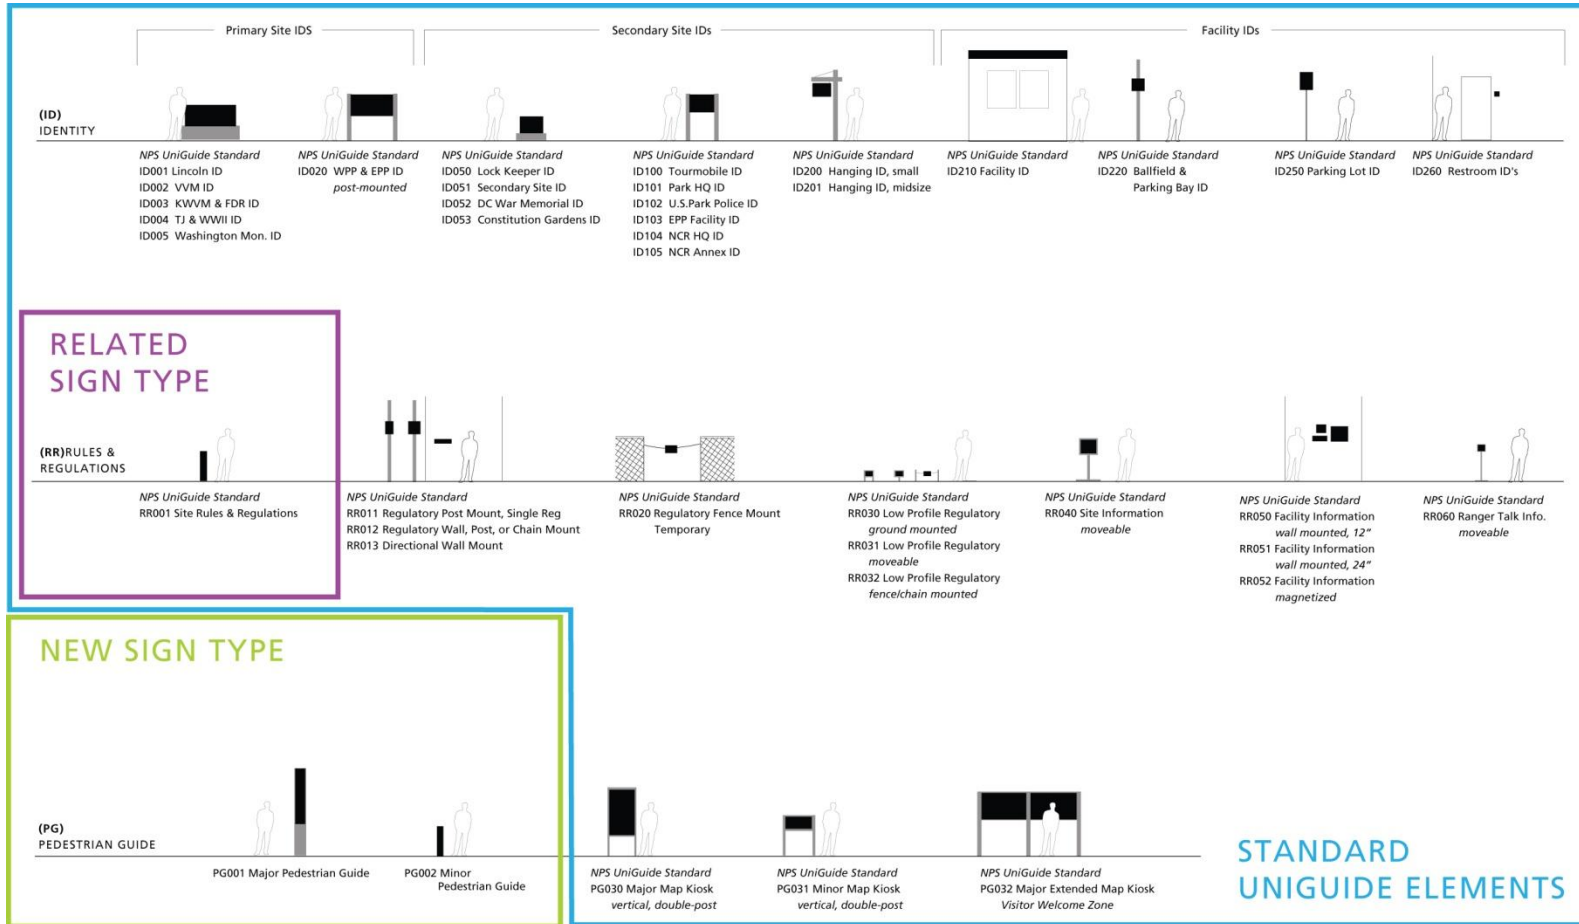 Primary Site IDS
Secondary Site IDs
Facility IDs
(ID)
IDENTITY
NPS UniGuide Standard
ID001 Lincoln ID
ID002 VVM ID
ID003 KWVM & FDR ID
ID004 TJ & WWII ID
ID005 Washington Mon. ID
NPS UniGuide Standard
ID020 WPP & EPP ID
post-mounted
NPS UniGuide Standard
ID050 Lock Keeper ID
ID051 Secondary Site ID
ID052 DC War Memorial ID
ID053 Constitution Gardens ID
NPS UniGuide Standard
ID100 Tourmobile ID
ID101 Park HQ ID
ID102 U.S.Park Police ID
ID103 EPP Facility ID
ID104 NCR HQ ID
ID105 NCR Annex ID
NPS UniGuide Standard
ID200 Hanging ID, small
ID201 Hanging ID, midsize
NPS UniGuide Standard
ID210 Facility ID
NPS UniGuide Standard
ID220 Ballfield &
Parking Bay ID
NPS UniGuide Standard
ID250 Parking Lot ID
NPS UniGuide Standard
ID260 Restroom ID's
RELATED
SIGN TYPE
(RR)RULES &
REGULATIONS
NPS UniGuide Standard
RR001 Site Rules & Regulations
NPS UniGuide Standard
RR011 Regulatory Post Mount, Single Reg
RR012 Regulatory Wall, Post, or Chain Mount
RR013 Directional Wall Mount
NPS UniGuide Standard
RR020 Regulatory Fence Mount
Temporary
NPS UniGuide Standard
RR030 Low Profile Regulatory
ground mounted
RR031 Low Profile Regulatory
moveable
RR032 Low Profile Regulatory
fence/chain mounted
NPS UniGuide Standard
RR040 Site Information
moveable
NPS UniGuide Standard
RR050 Facility Information
wall mounted, 12"
RR051 Facility Information
wall mounted, 24"
RR052 Facility Information
magnetized
NPS UniGuide Standard
RR060 Ranger Talk Info.
moveable
NEW SIGN TYPE
(PG)
PEDESTRIAN GUIDE
PG001 Major Pedestrian Guide
PG002 Minor
Pedestrian Guide
NPS UniGuide Standard
PG030 Major Map Kiosk
vertical, double-post
NPS UniGuide Standard
PG031 Minor Map Kiosk
vertical, double-post
NPS UniGuide Standard
PG032 Major Extended Map Kiosk
Visitor Welcome Zone
STANDARD
UNIGUIDE ELEMENTS